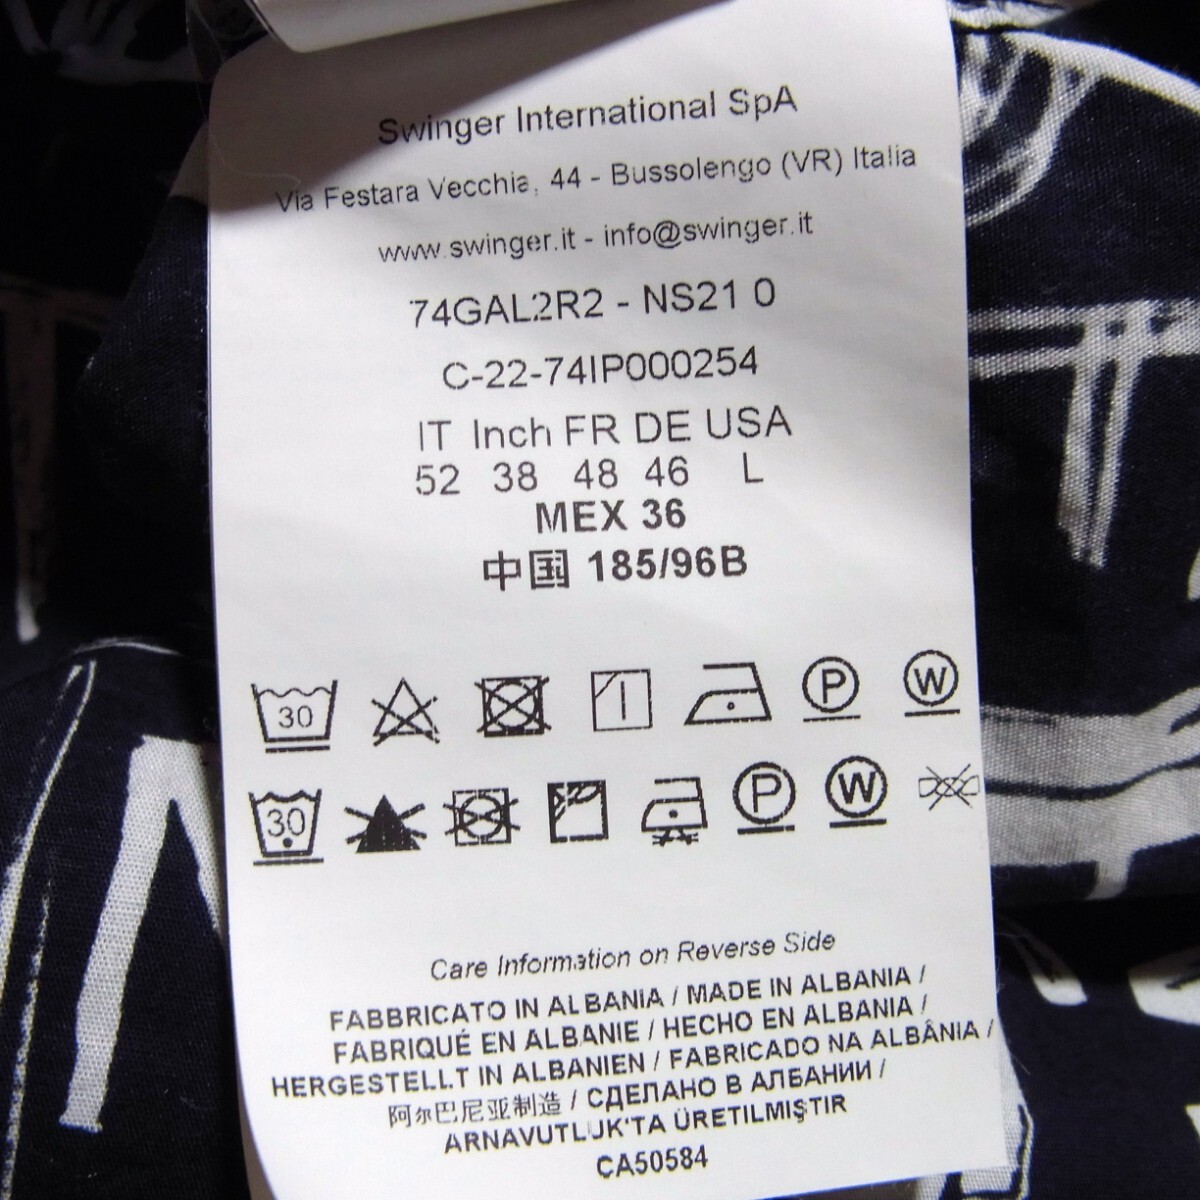 Swinger International SpA
Via Festara Vecchia, 44 - Bussolengo (VR) Italia
www.swinger.it - info@swinger.it
74GAL2R2 - NS21 0
C-22-74IP000254
IT Inch FR DE USA
52 38 48 46 L
MEX 36
中国 185/96B
30 P W
30 P W
Care Information on Reverse Side
FABBRICATO IN ALBANIA / MADE IN ALBANIA /
FABRIQUÉ EN ALBANIE / HECHO EN ALBANIA /
HERGESTELLT IN ALBANIEN / FABRICADO NA ALBÂNIA /
阿尔巴尼亚制造 / СДЕЛАНО В АЛБАНИИ /
ARNAVUTLUK'TA ÜRETILMIŞTIR
CA50584